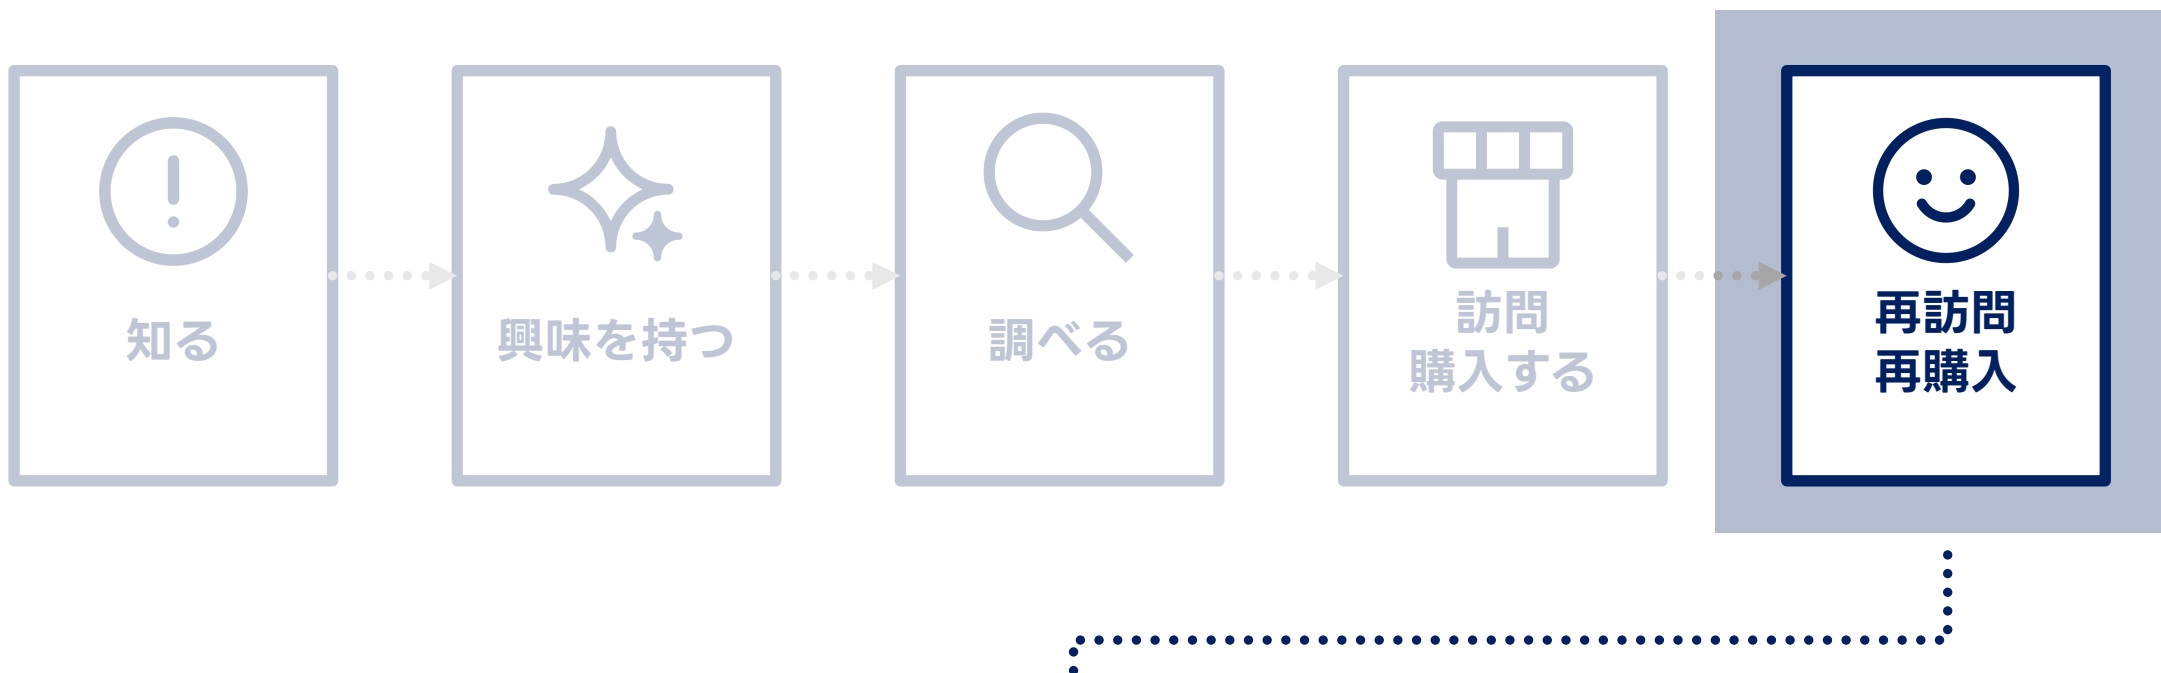 知る
興味を持つ
調べる
訪問
購入する
再訪問
再購入